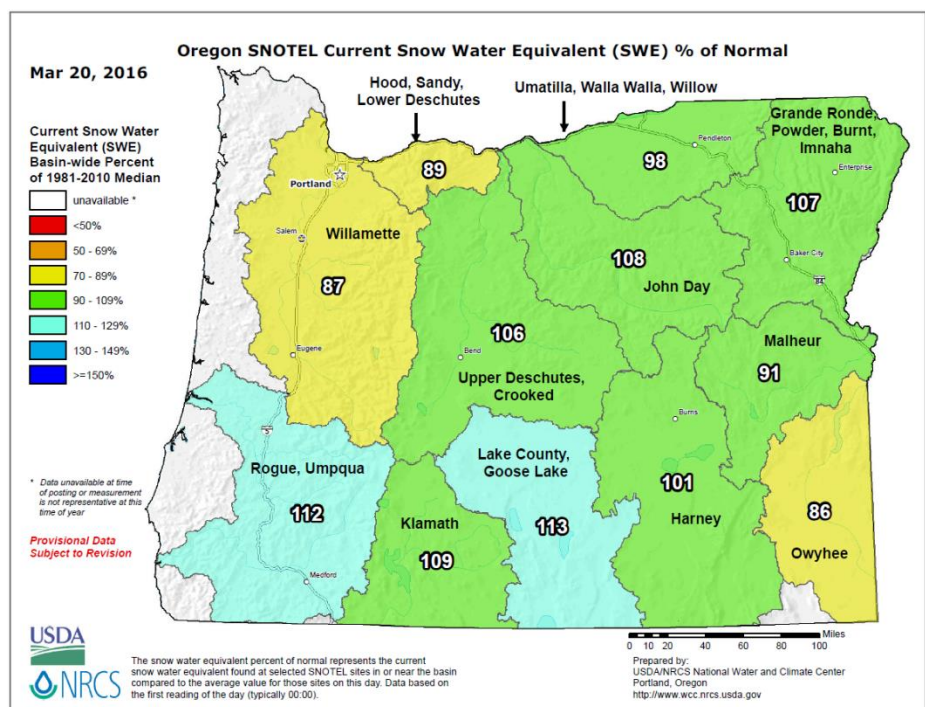 Oregon SNOTEL Current Snow Water Equivalent (SWE) % of Normal
Mar 20, 2016
Current Snow Water
Equivalent (SWE)
Basin-wide Percent
of 1981-2010 Median
unavailable *
<50%
50 - 69%
70 - 89%
90 - 109%
110 - 129%
130 - 149%
>=150%
* Data unavailable at time
of posting or measurement
is not representative at this
time of year
Provisional Data
Subject to Revision
Hood, Sandy,
Lower Deschutes
Umatilla, Walla Walla, Willow
Grande Ronde,
Powder, Burnt,
Imnaha
Pendleton
Enterprise
89
98
107
Portland
Salem
Willamette
87
Eugene
108
John Day
Baker City
84
106
Bend
Upper Deschutes,
Crooked
Malheur
91
Burns
5
Rogue, Umpqua
112
Medford
Klamath
109
Lake County,
Goose Lake
113
101
Harney
86
Owyhee
Miles
0 10 20 40 60 80 100
USDA
NRCS
The snow water equivalent percent of normal represents the current
snow water equivalent found at selected SNOTEL sites in or near the basin
compared to the average value for those sites on this day. Data based on
the first reading of the day (typically 00:00).
Prepared by:
USDA/NRCS National Water and Climate Center
Portland, Oregon
http://www.wcc.nrcs.usda.gov